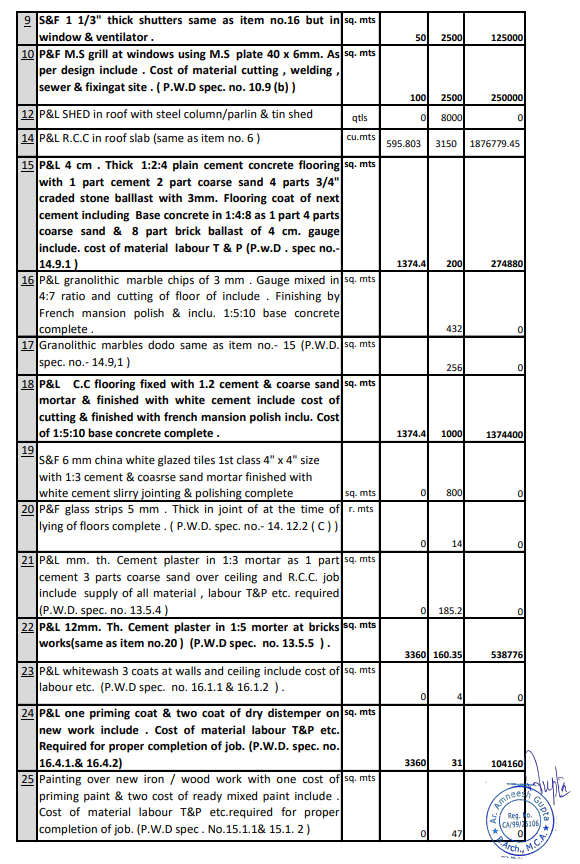 9 S&F 1 1/3" thick shutters same as item no.16 but in sq. mts
window & ventilator . 50 2500 125000
10 P&F M.S grill at windows using M.S plate 40 x 6mm. As sq. mts
per design include . Cost of material cutting , welding ,
sewer & fixingat site . ( P.W.D spec. no. 10.9 (b) ) 100 2500 250000
12 P&L SHED in roof with steel column/parlin & tin shed qtls 0 8000 0
14 P&L R.C.C in roof slab (same as item no. 6 ) cu.mts 595.803 3150 1876779.45
15 P&L 4 cm . Thick 1:2:4 plain cement concrete flooring sq. mts
with 1 part cement 2 part coarse sand 4 parts 3/4"
craded stone balllast with 3mm. Flooring coat of next
cement including Base concrete in 1:4:8 as 1 part 4 parts
coarse sand & 8 part brick ballast of 4 cm. gauge
include. cost of material labour T & P (P.w.D . spec no.-
14.9.1 ) 1374.4 200 274880
16 P&L granolithic marble chips of 3 mm . Gauge mixed in sq. mts
4:7 ratio and cutting of floor of include . Finishing by
French mansion polish & inclu. 1:5:10 base concrete
complete . 432 0
17 Granolithic marbles dodo same as item no.- 15 (P.W.D. sq. mts
spec. no.- 14.9,1 ) 256 0
18 P&L C.C flooring fixed with 1.2 cement & coarse sand sq. mts
mortar & finished with white cement include cost of
cutting & finished with french mansion polish inclu. Cost
of 1:5:10 base concrete complete . 1374.4 1000 1374400
19
S&F 6 mm china white glazed tiles 1st class 4" x 4" size
with 1:3 cement & coasrse sand mortar finished with
white cement slirry jointing & polishing complete sq. mts 0 800 0
20 P&F glass strips 5 mm . Thick in joint of at the time of r. mts
lying of floors complete . ( P.W.D. spec. no.- 14. 12.2 ( C ) )
0 14 0
21 P&L mm. th. Cement plaster in 1:3 mortar as 1 part sq. mts
cement 3 parts coarse sand over ceiling and R.C.C. job
include supply of all material , labour T&P etc. required
(P.W.D. spec. no. 13.5.4 ) 0 185.2 0
22 P&L 12mm. Th. Cement plaster in 1:5 morter at bricks sq. mts
works(same as item no.20 ) (P.W.D spec. no. 13.5.5 ) .
3360 160.35 538776
23 P&L whitewash 3 coats at walls and ceiling include cost of sq. mts
labour etc. (P.W.D spec. no. 16.1.1 & 16.1.2 ) .
0 4 0
24 P&L one priming coat & two coat of dry distemper on sq. mts
new work include . Cost of material labour T&P etc.
Required for proper completion of job. (P.W.D. spec. no.
16.4.1.& 16.4.2) 3360 31 104160
25 Painting over new iron / wood work with one cost of sq. mts
priming paint & two cost of ready mixed paint include .
Cost of material labour T&P etc.required for proper
completion of job. (P.W.D spec . No.15.1.1& 15.1. 2 ) 0 47 0
Gupta
Ar. Amneesh Gupta
Reg. No.
B.Arch., M.C.A.